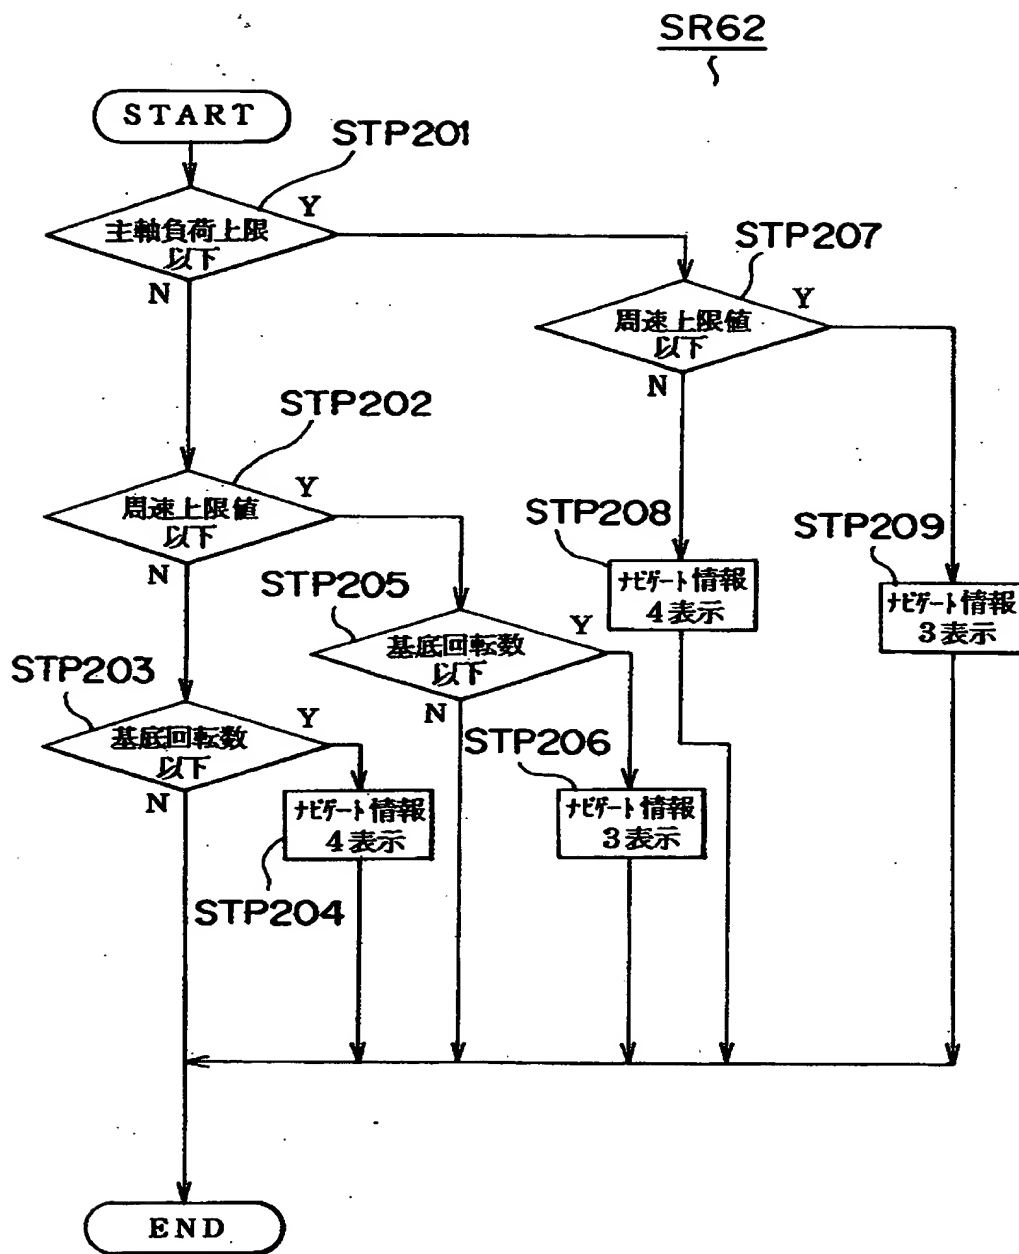 SR62
START
STP201
主軸負荷上限
以下
Y
N
STP207
周速上限値
以下
Y
N
STP202
周速上限値
以下
Y
N
STP208
ナビゲート情報
4表示
STP209
ナビゲート情報
3表示
STP205
基底回転数
以下
Y
N
STP203
基底回転数
以下
Y
N
STP206
ナビゲート情報
3表示
ナビゲート情報
4表示
STP204
END